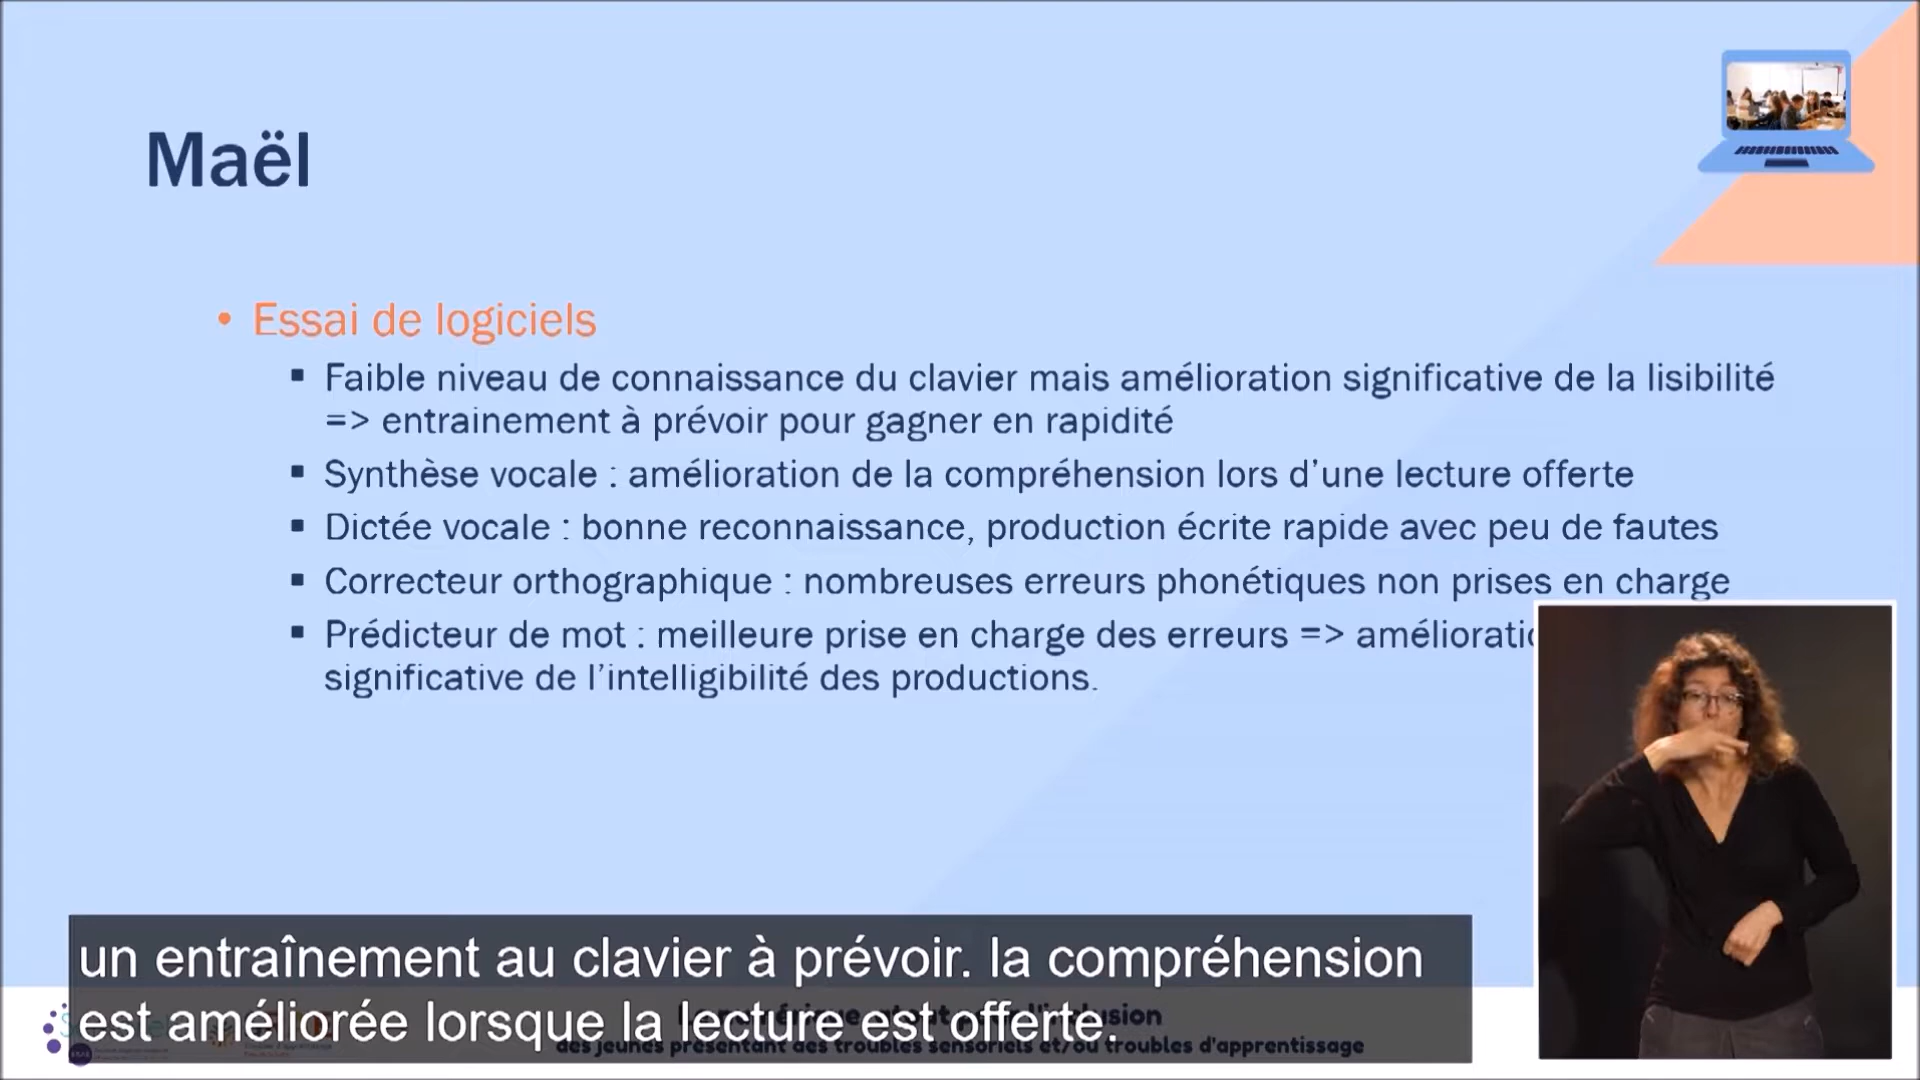 Maël
• Essai de logiciels
▪ Faible niveau de connaissance du clavier mais amélioration significative de la lisibilité
=> entrainement à prévoir pour gagner en rapidité
▪ Synthèse vocale : amélioration de la compréhension lors d’une lecture offerte
▪ Dictée vocale : bonne reconnaissance, production écrite rapide avec peu de fautes
▪ Correcteur orthographique : nombreuses erreurs phonétiques non prises en charge
▪ Prédicteur de mot : meilleure prise en charge des erreurs =>
significative de l’intelligibilité des productions.
un entraînement au clavier à prévoir. la compréhension
est améliorée lorsque la lecture est offerte.
des jeunes présentant des troubles sensoriels et/ou troubles d'apprentissage